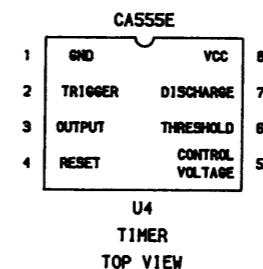 CA555E
1 GND VCC 8
2 TRIGGER DISCHARGE 7
3 OUTPUT THRESHOLD 6
4 RESET CONTROL VOLTAGE 5
U4
TIMER
TOP VIEW